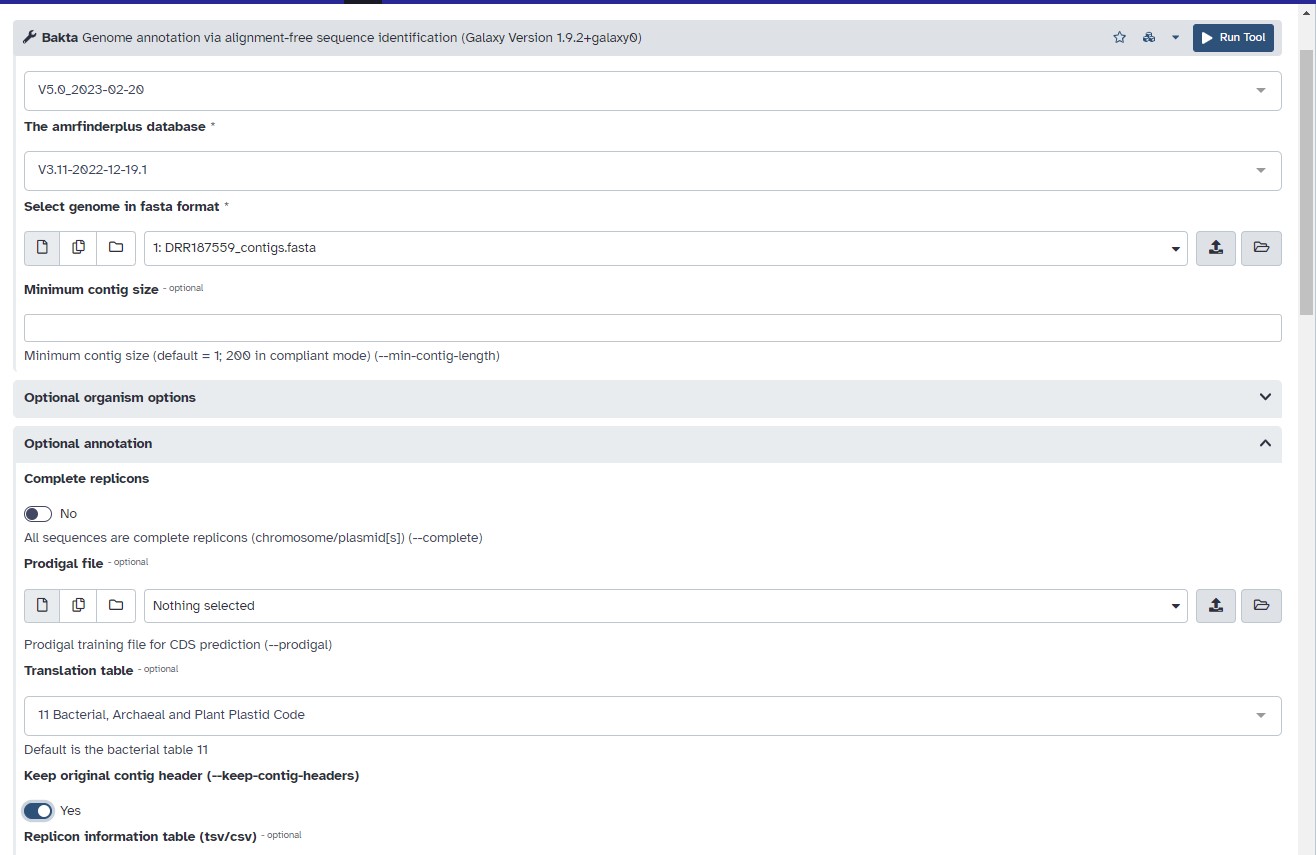 Bakta Genome annotation via alignment-free sequence identification (Galaxy Version 1.9.2+galaxy0)
Run Tool
V5.0_2023-02-20
The amrfinderplus database *
V3.11-2022-12-19.1
Select genome in fasta format *
1: DRR187559_contigs.fasta
Minimum contig size - optional
Minimum contig size (default = 1; 200 in compliant mode) (--min-contig-length)
Optional organism options
Optional annotation
Complete replicons
No
All sequences are complete replicons (chromosome/plasmid[s]) (--complete)
Prodigal file - optional
Nothing selected
Prodigal training file for CDS prediction (--prodigal)
Translation table - optional
11 Bacterial, Archaeal and Plant Plastid Code
Default is the bacterial table 11
Keep original contig header (--keep-contig-headers)
Yes
Replicon information table (tsv/csv) - optional